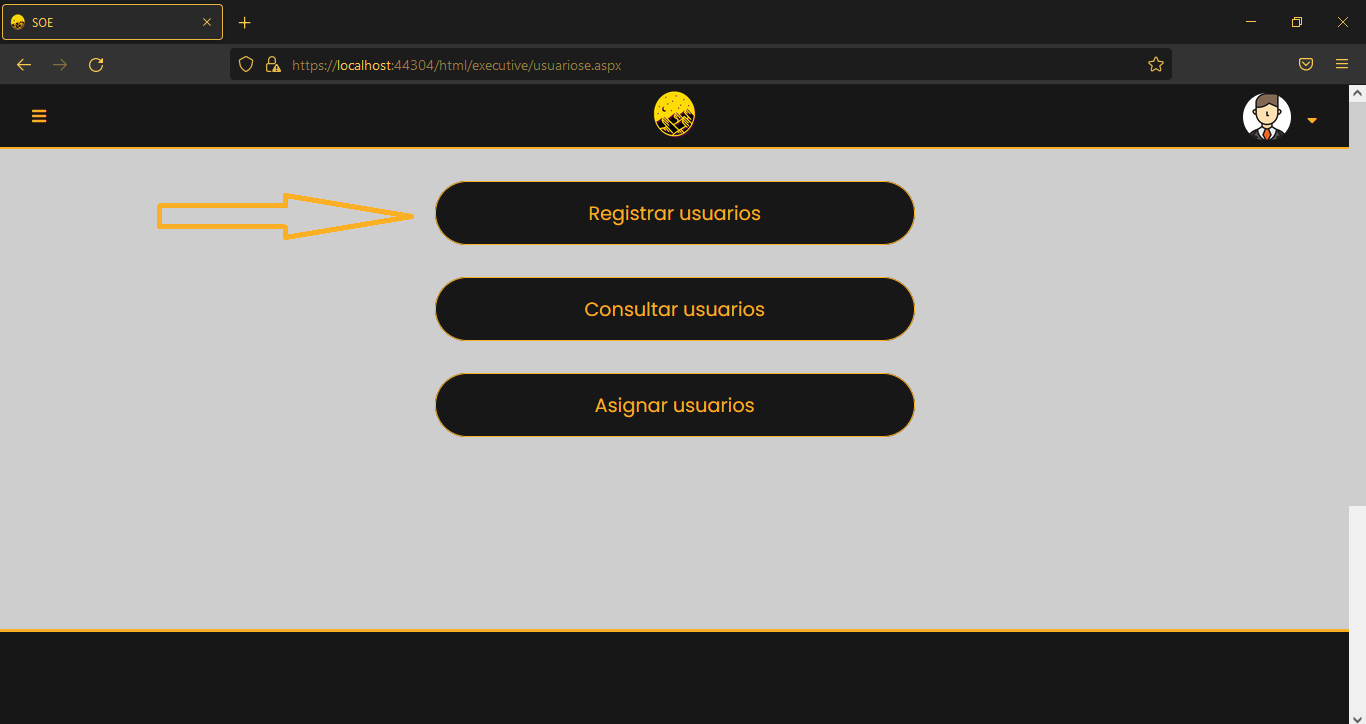 SOE
https://localhost:44304/html/executive/usuariose.aspx
Registrar usuarios
Consultar usuarios
Asignar usuarios